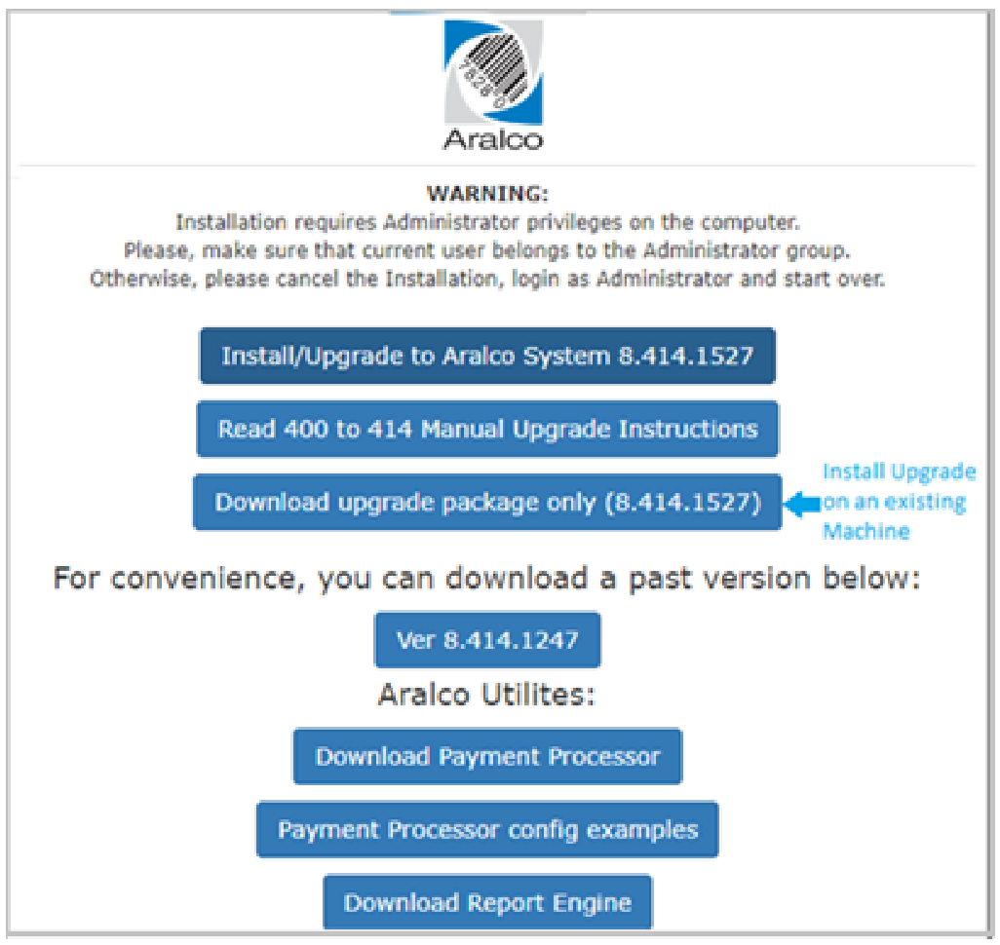 Aralco
WARNING:
Installation requires Administrator privileges on the computer.
Please, make sure that current user belongs to the Administrator group.
Otherwise, please cancel the Installation, login as Administrator and start over.
Install/Upgrade to Aralco System 8.414.1527
Read 400 to 414 Manual Upgrade Instructions
Download upgrade package only (8.414.1527)
Install Upgrade
on an existing
Machine
For convenience, you can download a past version below:
Ver 8.414.1247
Aralco Utilites:
Download Payment Processor
Payment Processor config examples
Download Report Engine